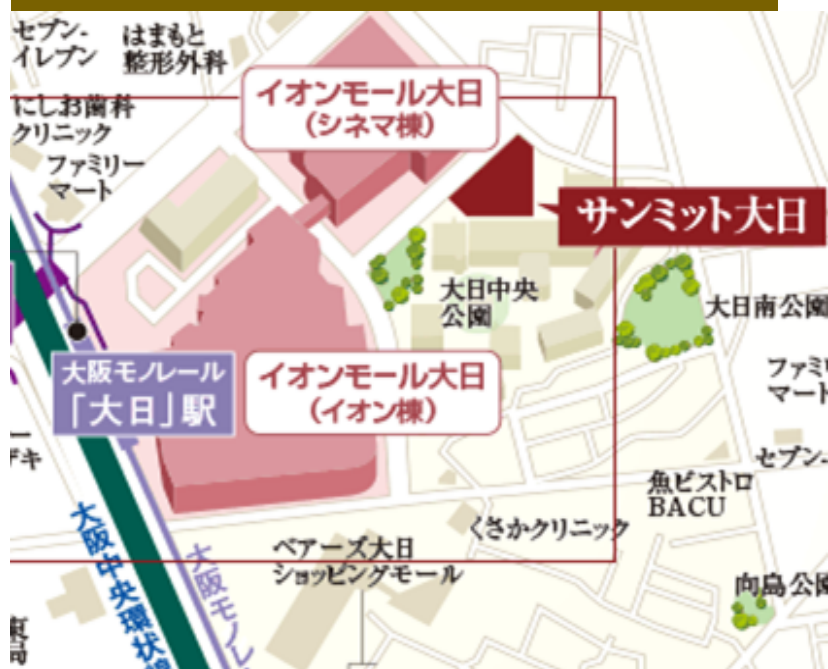 セブン-
イレブン
はまもと
整形外科
イオンモール大日
(シネマ棟)
にしお歯科
クリニック
ファミリー
マート
サンミット大日
大日中央
公園
大日南公園
大阪モノレール
「大日」駅
イオンモール大日
(イオン棟)
ファミリ
マート
ー
デキ
セブン-
魚ビストロ
BACU
くさかクリニック
ベアーズ大日
ショッピングモール
大阪中央環状線
大阪モノレ
向島公園
局